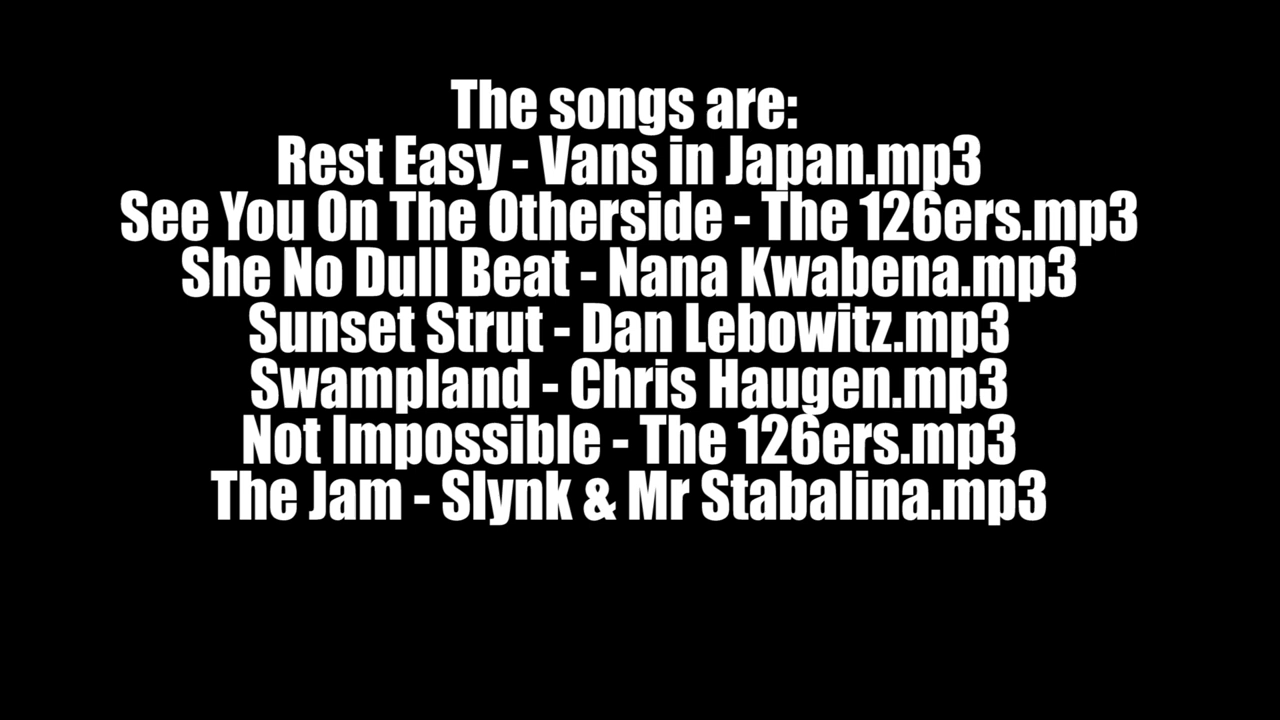 The songs are:
Rest Easy - Vans in Japan.mp3
See You On The Otherside - The 126ers.mp3
She No Dull Beat - Nana Kwabena.mp3
Sunset Strut - Dan Lebowitz.mp3
Swampland - Chris Haugen.mp3
Not Impossible - The 126ers.mp3
The Jam - Slynk & Mr Stabalina.mp3